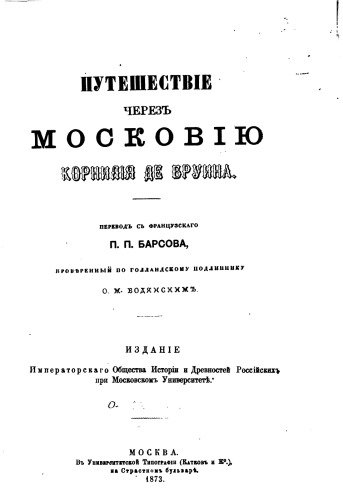 ПУТЕШЕСТВІЕ
ЧЕРЕЗЪ
МОСКОВІЮ
КОРНИЛІЯ ДЕ БРУИНА.
ПЕРЕВОДЪ СЪ ФРАНЦУЗСКАГО
П. П. БАРСОВА,
ПРОВѢРЕННЫЙ ПО ГОЛЛАНДСКОМУ ПОДЛИННИКУ
О. М. БОДЯНСКИМЪ.
ИЗДАНІЕ
Императорскаго Общества Исторіи и Древностей Россійскихъ
при Московскомъ Университетѣ.
О-
МОСКВА.
Въ Университетской Типографіи (Катковъ и К°.),
на Страстномъ бульварѣ.
1873.